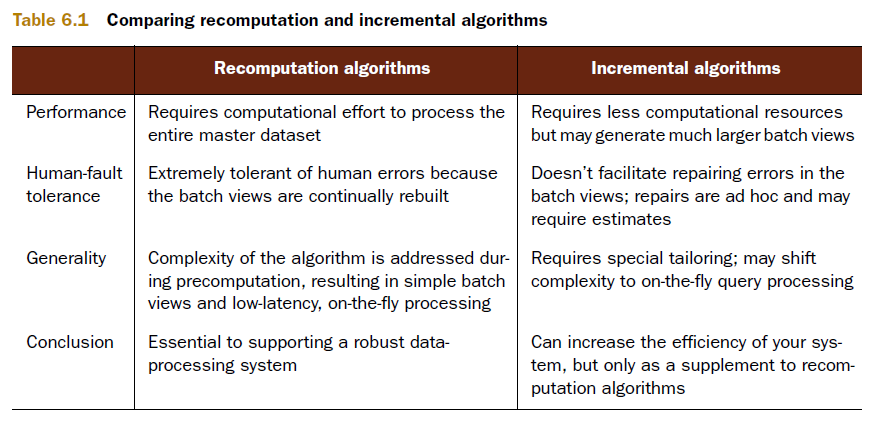 Table 6.1 Comparing recomputation and incremental algorithms
Recomputation algorithms
Incremental algorithms
Performance
Requires computational effort to process the
entire master dataset
Requires less computational resources
but may generate much larger batch views
Human-fault
tolerance
Extremely tolerant of human errors because
the batch views are continually rebuilt
Doesn't facilitate repairing errors in the
batch views; repairs are ad hoc and may
require estimates
Generality
Complexity of the algorithm is addressed dur-
ing precomputation, resulting in simple batch
views and low-latency, on-the-fly processing
Requires special tailoring; may shift
complexity to on-the-fly query processing
Conclusion
Essential to supporting a robust data-
processing system
Can increase the efficiency of your sys-
tem, but only as a supplement to recom-
putation algorithms